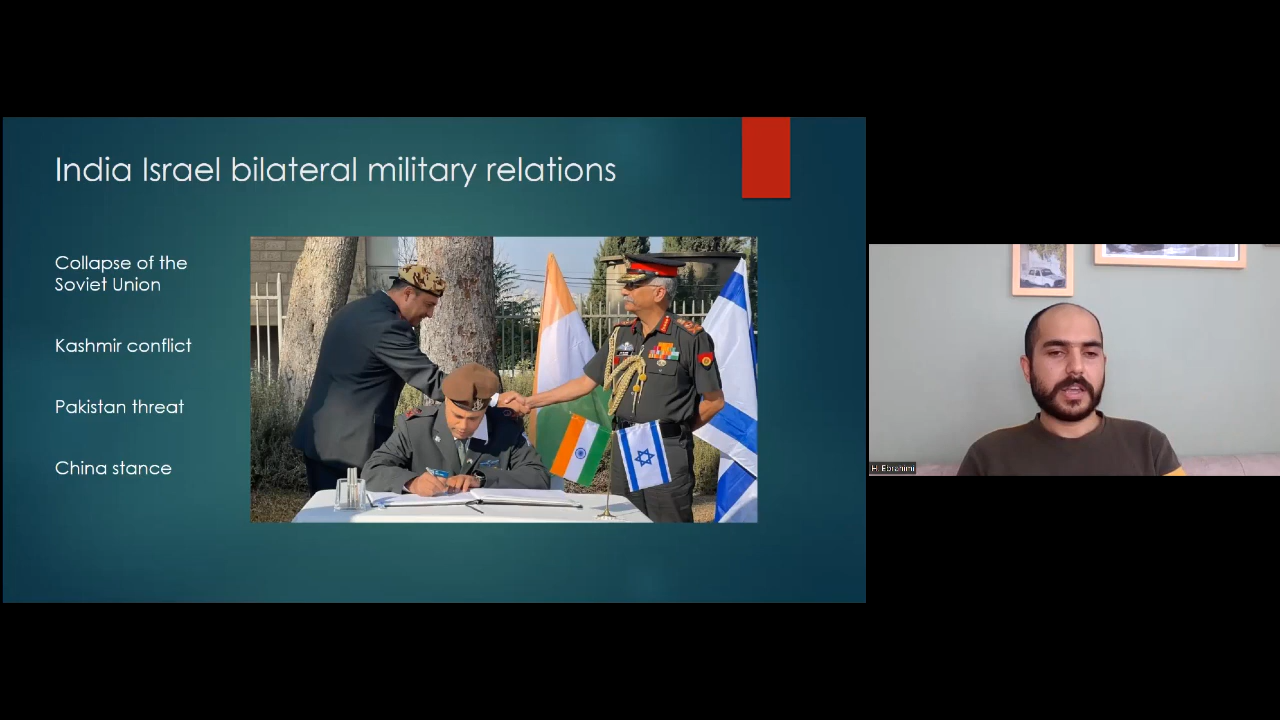 India Israel bilateral military relations
Collapse of the
Soviet Union
Kashmir conflict
Pakistan threat
China stance
H. Ebrahimi